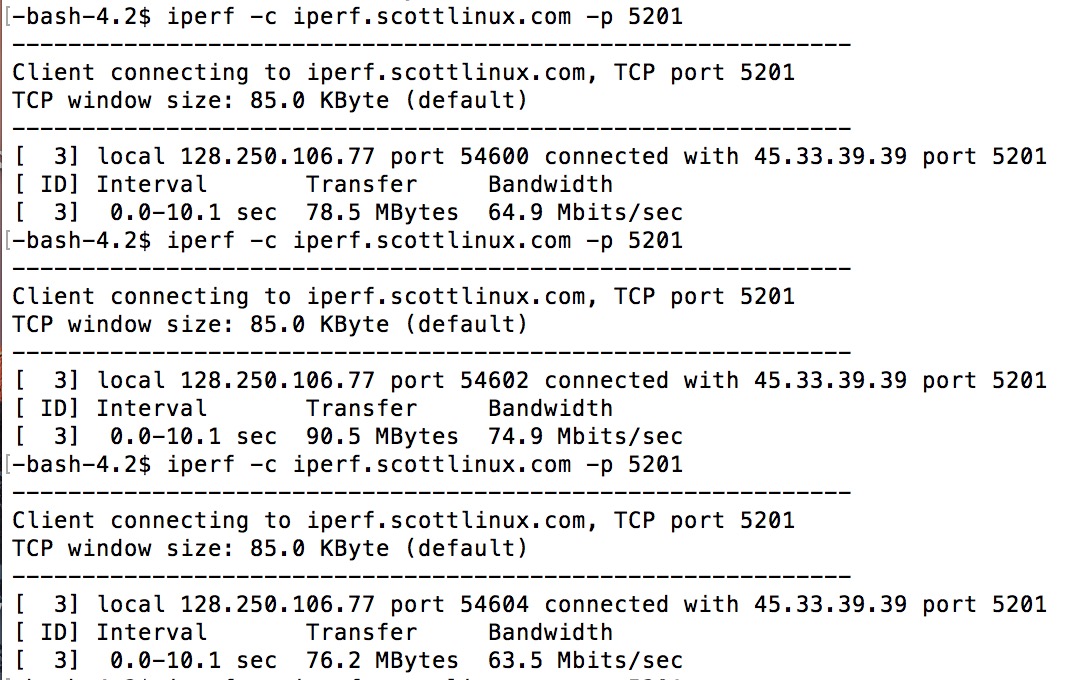 [-bash-4.2$ iperf -c iperf.scottlinux.com -p 5201
------------------------------------------------------------
Client connecting to iperf.scottlinux.com, TCP port 5201
TCP window size: 85.0 KByte (default)
------------------------------------------------------------
[  3] local 128.250.106.77 port 54600 connected with 45.33.39.39 port 5201
[ ID] Interval       Transfer     Bandwidth
[  3]  0.0-10.1 sec  78.5 MBytes  64.9 Mbits/sec
[-bash-4.2$ iperf -c iperf.scottlinux.com -p 5201
------------------------------------------------------------
Client connecting to iperf.scottlinux.com, TCP port 5201
TCP window size: 85.0 KByte (default)
------------------------------------------------------------
[  3] local 128.250.106.77 port 54602 connected with 45.33.39.39 port 5201
[ ID] Interval       Transfer     Bandwidth
[  3]  0.0-10.1 sec  90.5 MBytes  74.9 Mbits/sec
[-bash-4.2$ iperf -c iperf.scottlinux.com -p 5201
------------------------------------------------------------
Client connecting to iperf.scottlinux.com, TCP port 5201
TCP window size: 85.0 KByte (default)
------------------------------------------------------------
[  3] local 128.250.106.77 port 54604 connected with 45.33.39.39 port 5201
[ ID] Interval       Transfer     Bandwidth
[  3]  0.0-10.1 sec  76.2 MBytes  63.5 Mbits/sec